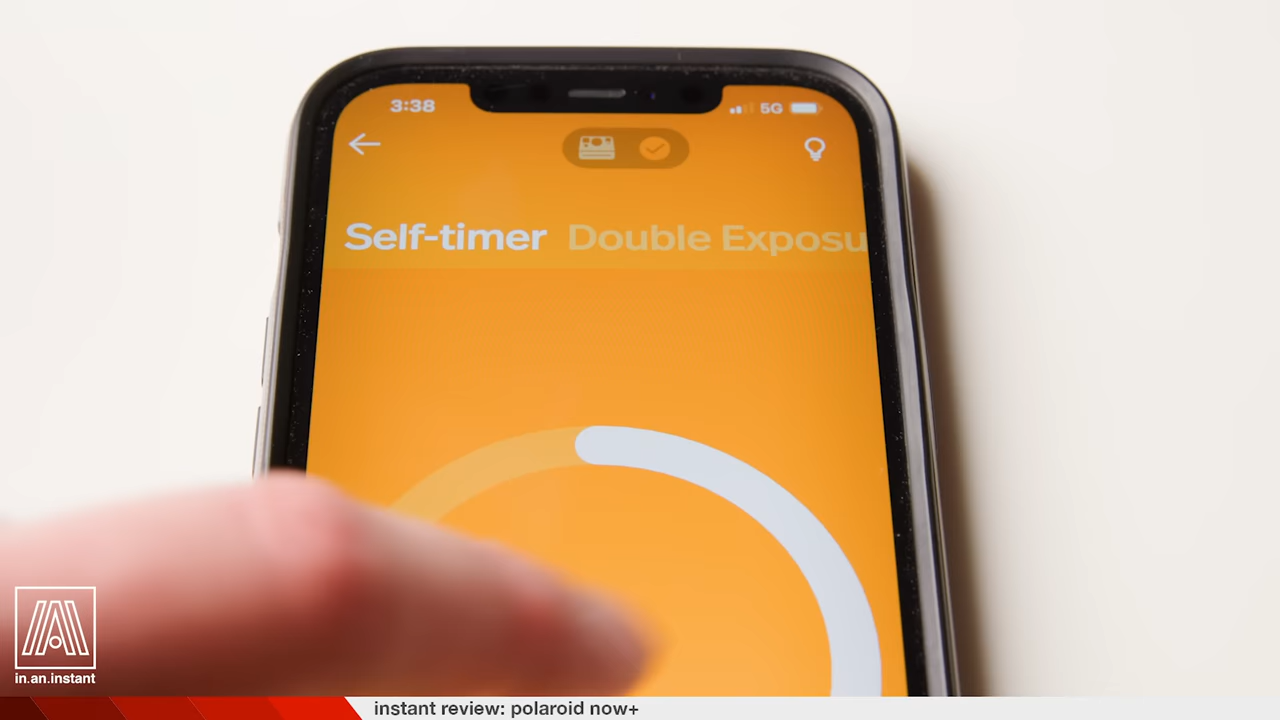 3:38 5G
Self-timer Double Exposu
in.an.instant
instant review: polaroid now+